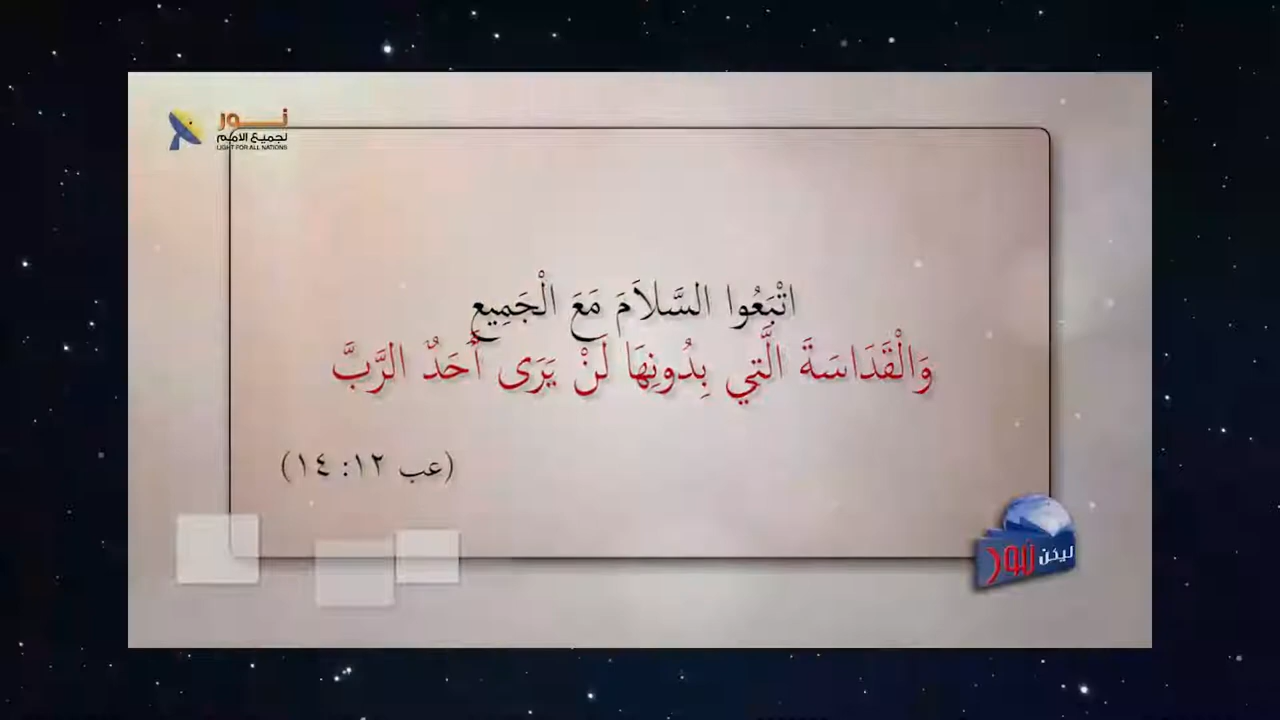 نـــور
لجميع الامم
LIGHT FOR ALL NATIONS
اتْبَعُوا السَّلاَمَ مَعَ الْجَمِيعِ
وَالْقَدَاسَةَ الَّتِي بِدُونِهَا لَنْ يَرَى أَحَدٌ الرَّبَّ
(عب ١٢: ١٤)
ليكن نور